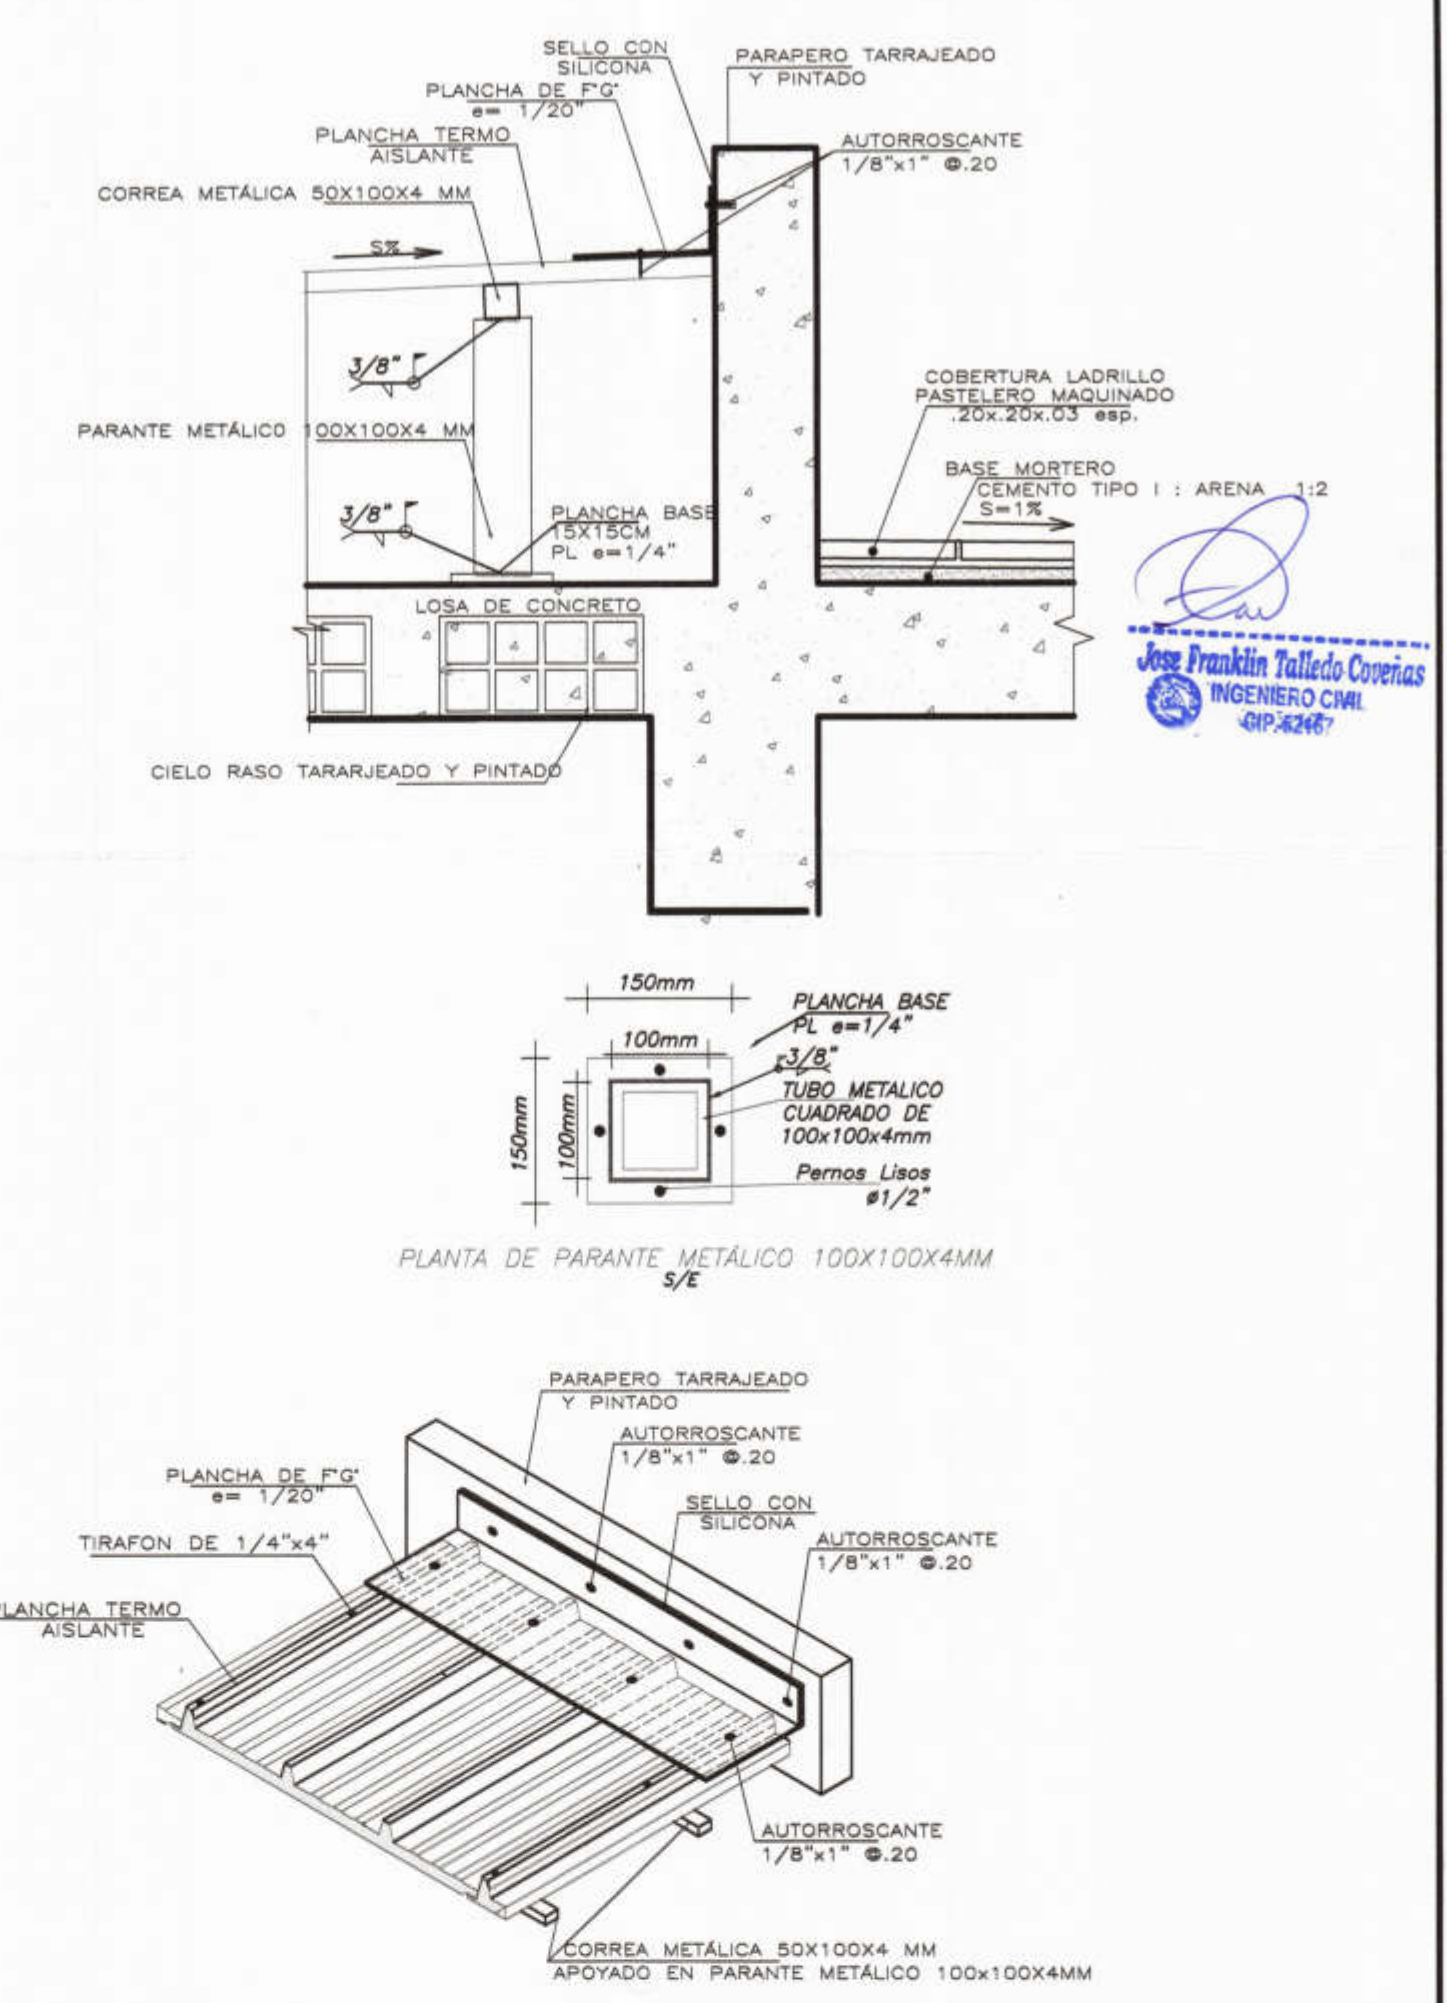 SELLO CON
SILICONA
PARAPERO TARRAJEADO
Y PINTADO
PLANCHA DE F°G°
e= 1/20"
PLANCHA TERMO
AISLANTE
AUTORROSCANTE
1/8"x1" @.20
CORREA METÁLICA 50X100X4 MM
S%
3/8"
COBERTURA LADRILLO
PASTELERO MAQUINADO
.20x.20x.03 esp.
PARANTE METÁLICO 100X100X4 MM
BASE MORTERO
CEMENTO TIPO I : ARENA 1:2
S=1%
3/8"
PLANCHA BASE
15X15CM
PL e=1/4"
LOSA DE CONCRETO
Jose Franklin Talledo Coveñas
INGENIERO CIVIL
CIP.
CIELO RASO TARARJEADO Y PINTADO
150mm
PLANCHA BASE
PL e=1/4"
100mm
3/8"
TUBO METALICO
CUADRADO DE
100x100x4mm
150mm
100mm
Pernos Lisos
ø1/2"
PLANTA DE PARANTE METÁLICO 100X100X4MM
S/E
PARAPERO TARRAJEADO
Y PINTADO
AUTORROSCANTE
1/8"x1" @.20
PLANCHA DE F°G°
e= 1/20"
SELLO CON
SILICONA
TIRAFON DE 1/4"x4"
AUTORROSCANTE
1/8"x1" @.20
LANCHA TERMO
AISLANTE
AUTORROSCANTE
1/8"x1" @.20
CORREA METÁLICA 50X100X4 MM
APOYADO EN PARANTE METÁLICO 100x100X4MM